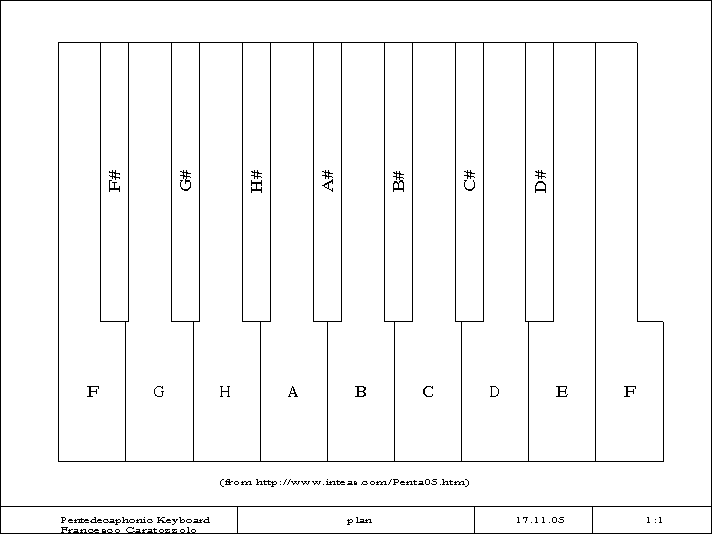 F# G# H# A# B# C# D#
F G H A B C D E F
(from http://www.inteas.com/Penta05.htm)
Pentedecaphonic Keyboard plan 17.11.05 1:1
Francesco Caratozzolo